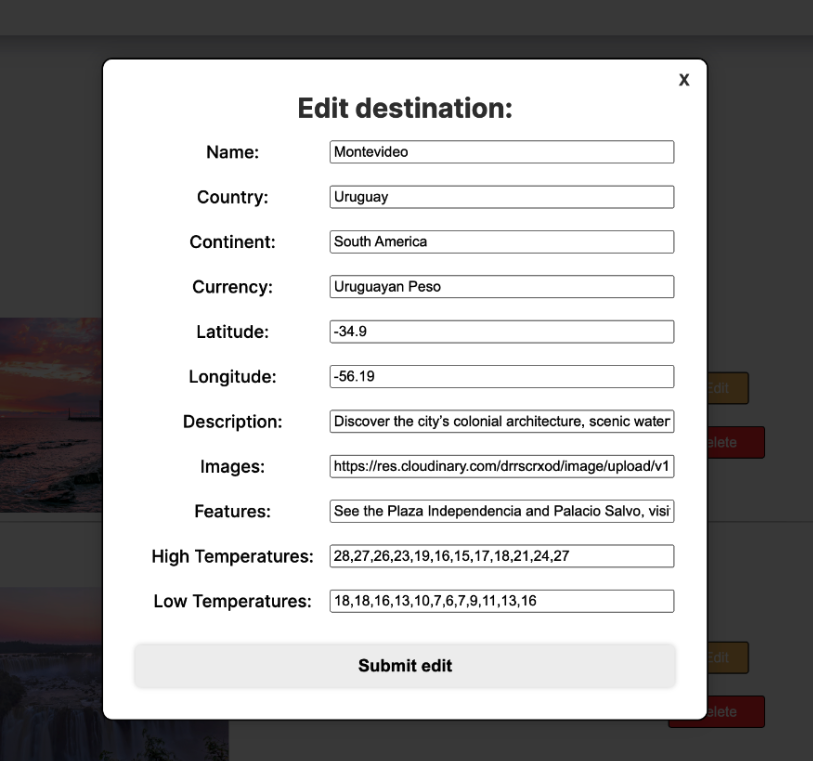 X
Edit destination:
Name: Montevideo
Country: Uruguay
Continent: South America
Currency: Uruguayan Peso
Latitude: -34.9
Longitude: -56.19
Edit
Description: Discover the city’s colonial architecture, scenic water
elete
Images: https://res.cloudinary.com/drrscrxod/image/upload/v1
Features: See the Plaza Independencia and Palacio Salvo, visi
High Temperatures: 28,27,26,23,19,16,15,17,18,21,24,27
Low Temperatures: 18,18,16,13,10,7,6,7,9,11,13,16
Edit
Submit edit
elete